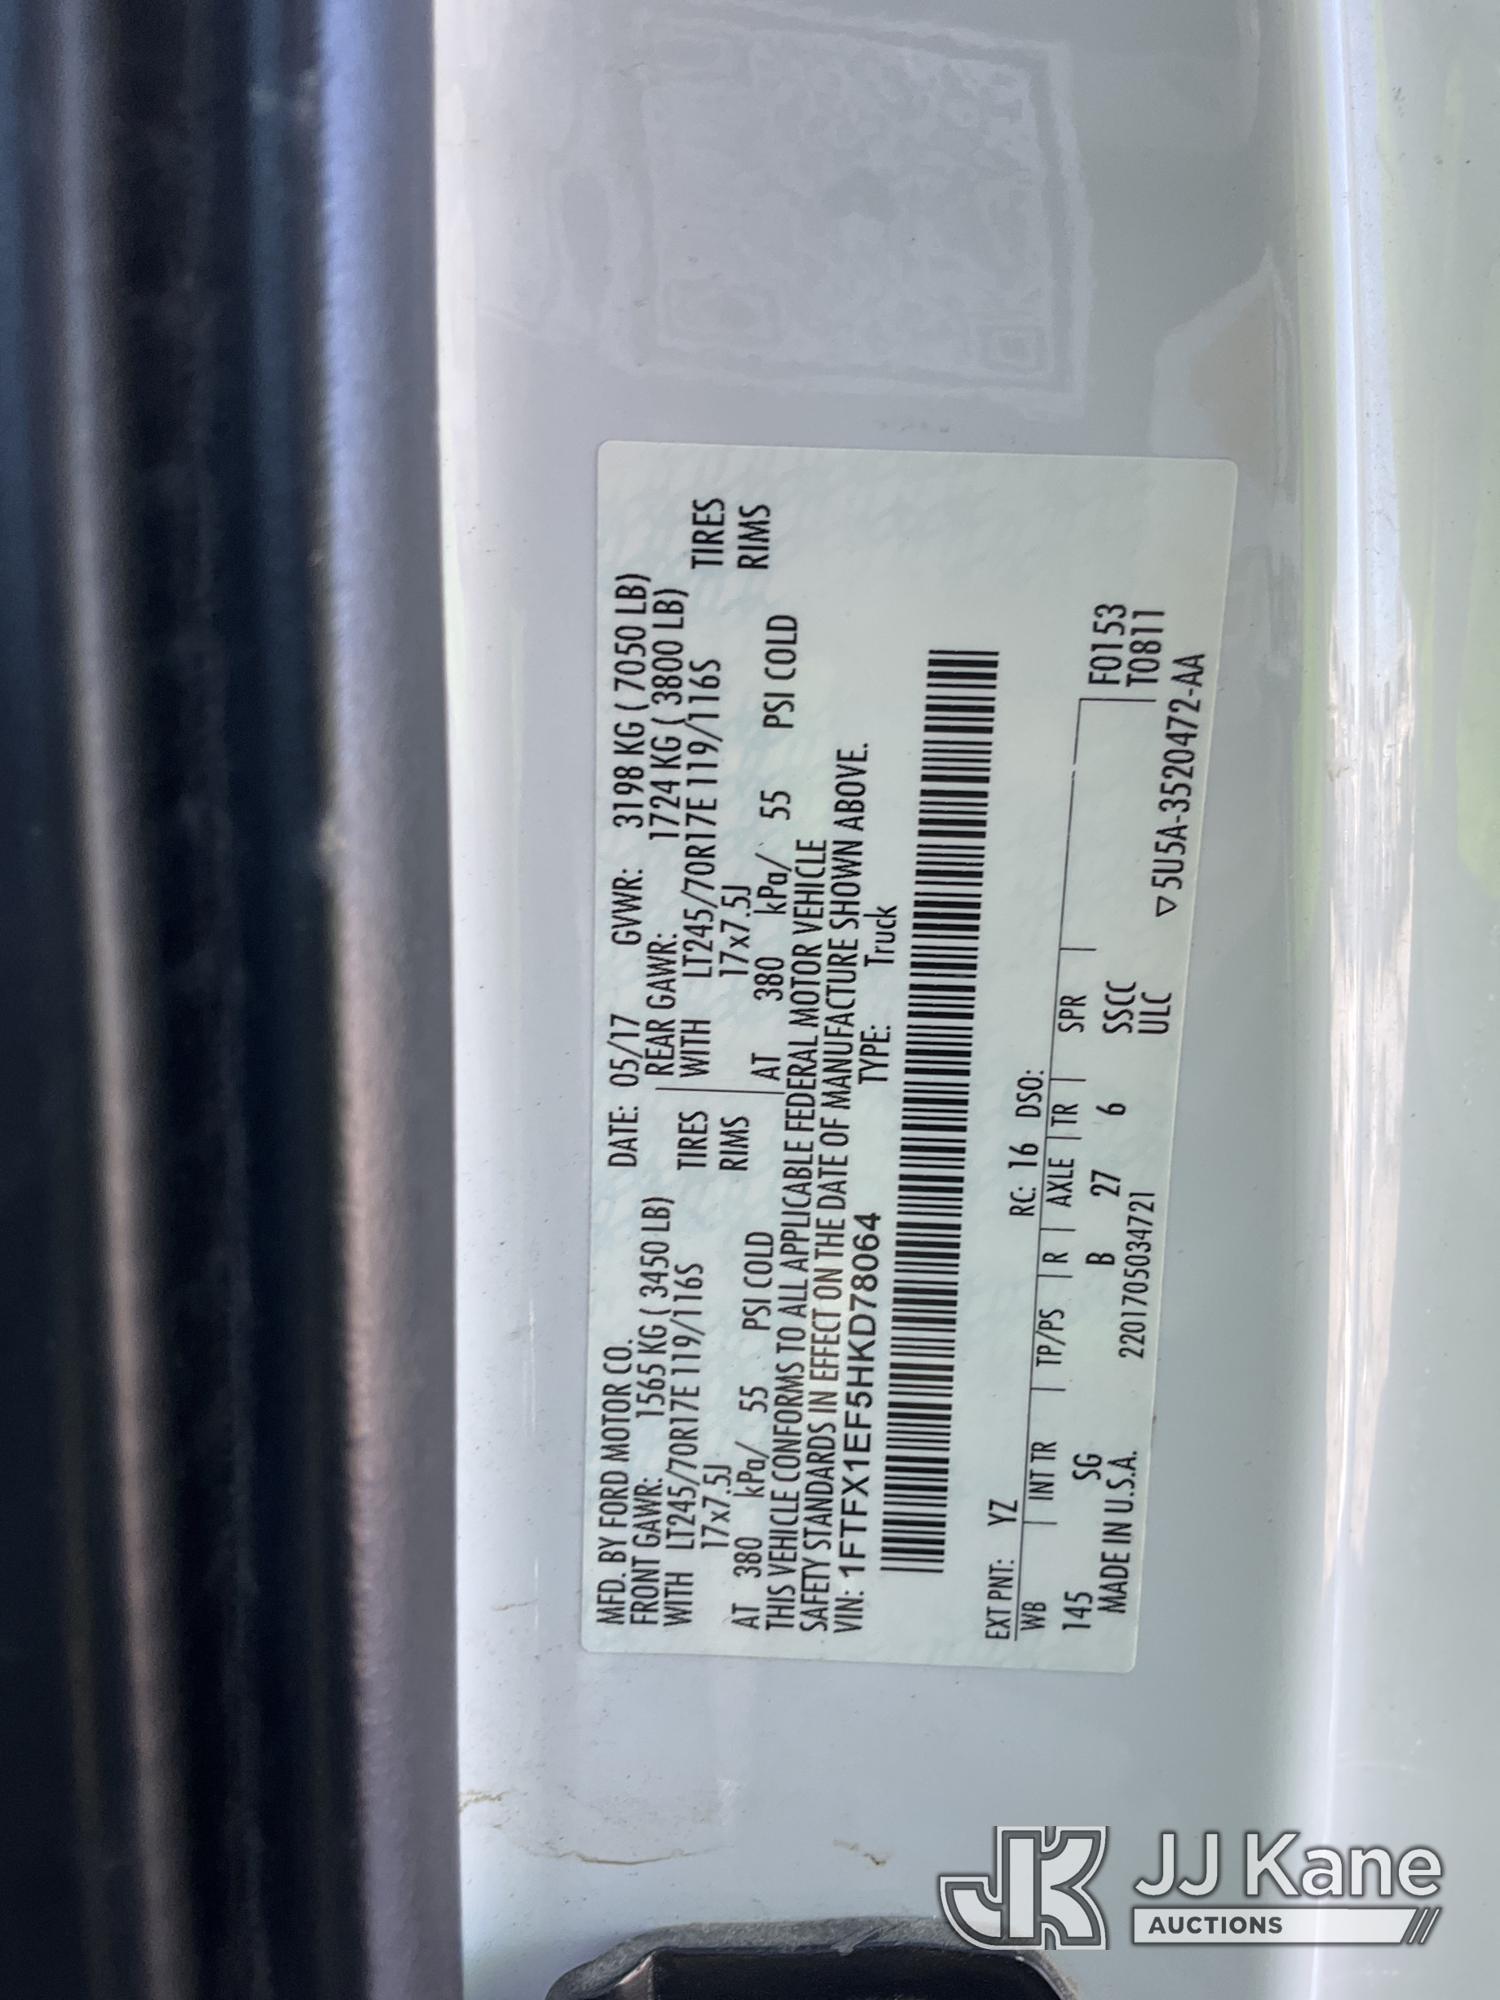 MFD. BY FORD MOTOR CO.
DATE: 05/17 GVWR: 3198 KG ( 7050 LB)
FRONT GAWR: 1565 KG ( 3450 LB) REAR GAWR: 1724 KG ( 3800 LB)
WITH LT245/70R17E 119/116S TIRES WITH LT245/70R17E 119/116S TIRES
17x7.5J RIMS 17x7.5J RIMS
AT 380 kPa/ 55 PSI COLD AT 380 kPa/ 55 PSI COLD
THIS VEHICLE CONFORMS TO ALL APPLICABLE FEDERAL MOTOR VEHICLE
SAFETY STANDARDS IN EFFECT ON THE DATE OF MANUFACTURE SHOWN ABOVE.
VIN: 1FTFX1EF5HKD78064 TYPE: Truck
EXT PNT: YZ RC: 16 DSO:
WB INT TR TP/PS R AXLE TR SPR F0153
145 SG B 27 6 SSCC T0811
MADE IN U.S.A. 2201705034721 ULC ▽5U5A-3520472-AA
JK JJ Kane
AUCTIONS